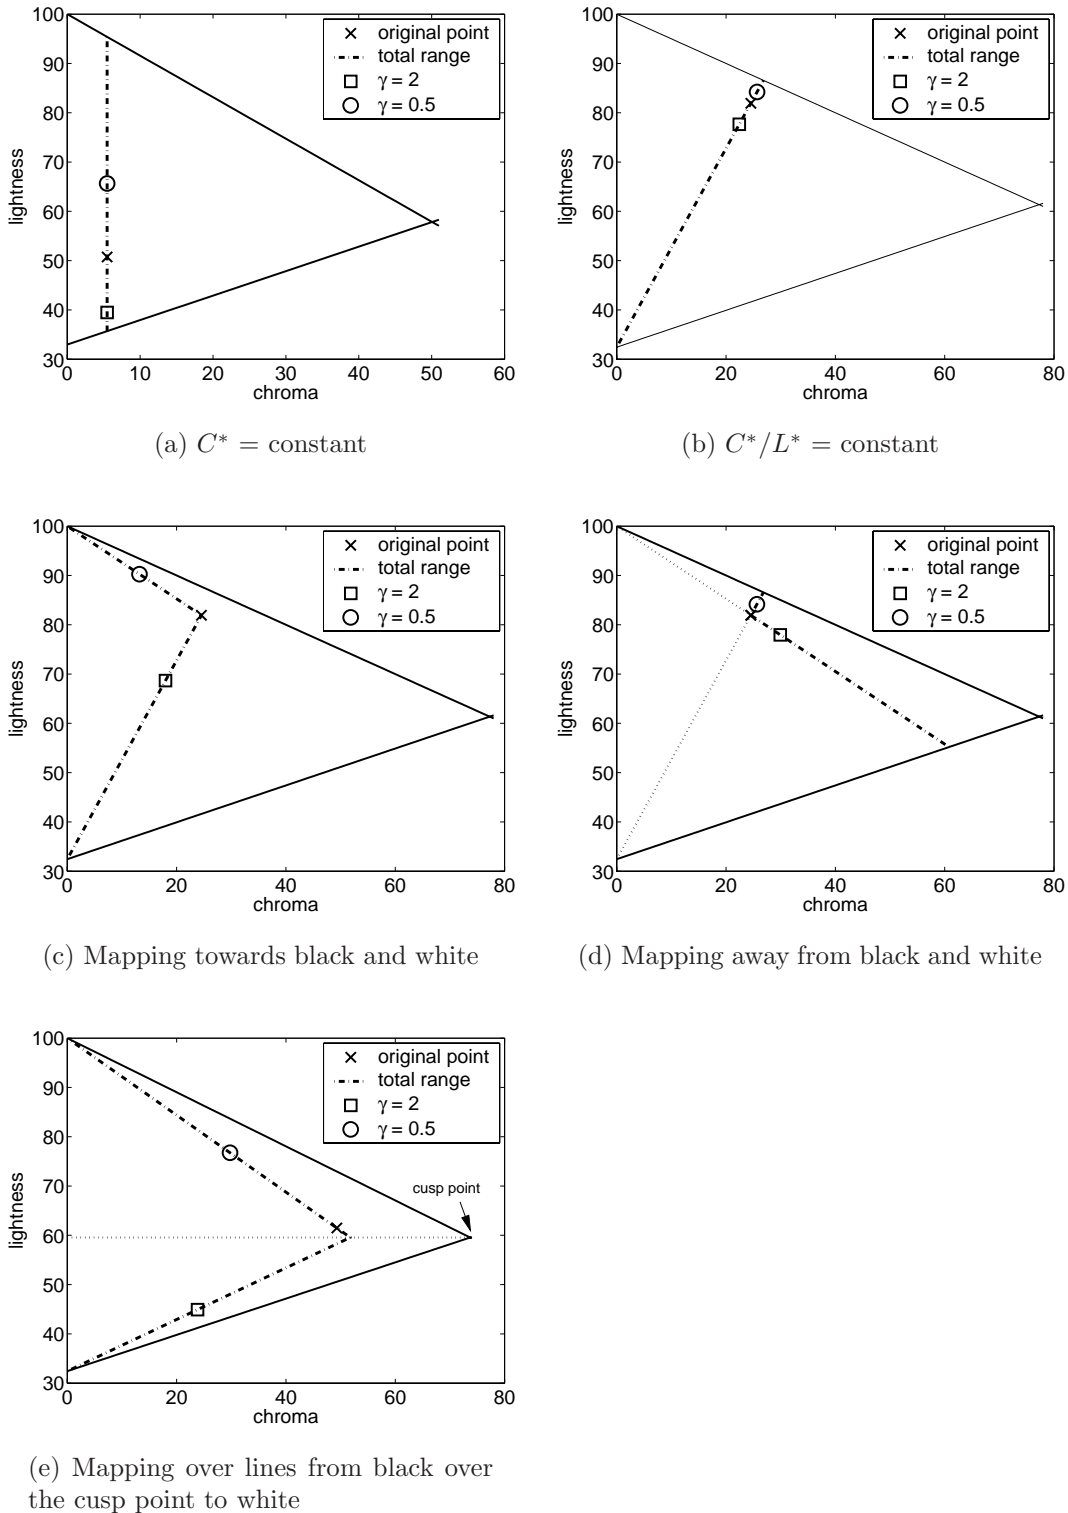 100
90
80
70
60
50
40
30
lightness
0
10
20
30
40
50
60
chroma
original point
total range
γ = 2
γ = 0.5
(a) C* = constant
100
90
80
70
60
50
40
30
lightness
0
20
40
60
80
chroma
original point
total range
γ = 2
γ = 0.5
(b) C*/L* = constant
100
90
80
70
60
50
40
30
lightness
0
20
40
60
80
chroma
original point
total range
γ = 2
γ = 0.5
(c) Mapping towards black and white
100
90
80
70
60
50
40
30
lightness
0
20
40
60
80
chroma
original point
total range
γ = 2
γ = 0.5
(d) Mapping away from black and white
100
90
80
70
60
50
40
30
lightness
0
20
40
60
80
chroma
original point
total range
γ = 2
γ = 0.5
cusp point
(e) Mapping over lines from black over
the cusp point to white